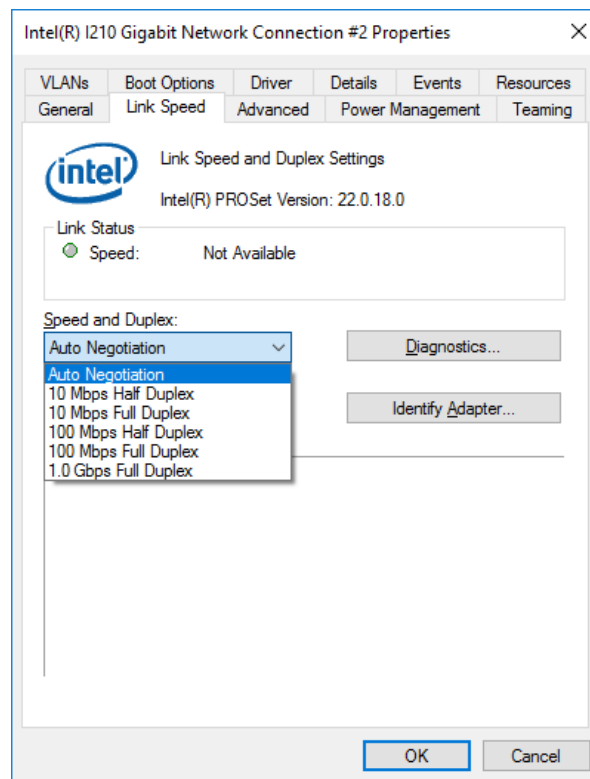 Intel(R) I210 Gigabit Network Connection #2 Properties
VLANs Boot Options Driver Details Events Resources
General Link Speed Advanced Power Management Teaming
intel Link Speed and Duplex Settings
Intel(R) PROSet Version: 22.0.18.0
Link Status
Speed: Not Available
Speed and Duplex:
Auto Negotiation Diagnostics...
Auto Negotiation
10 Mbps Half Duplex
10 Mbps Full Duplex Identify Adapter...
100 Mbps Half Duplex
100 Mbps Full Duplex
1.0 Gbps Full Duplex
OK Cancel